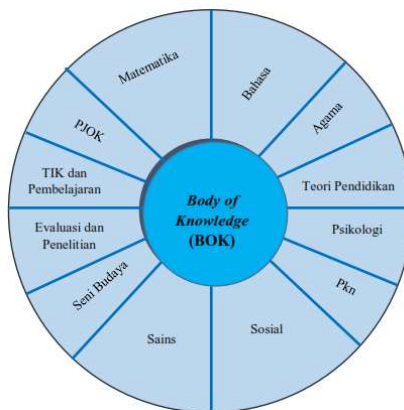 Matematika
Bahasa
Agama
Teori Pendidikan
Psikologi
Pkn
Sosial
Sains
Seni Budaya
Evaluasi dan
Penelitian
TIK dan
Pembelajaran
PJOK
Body of
Knowledge
(BOK)